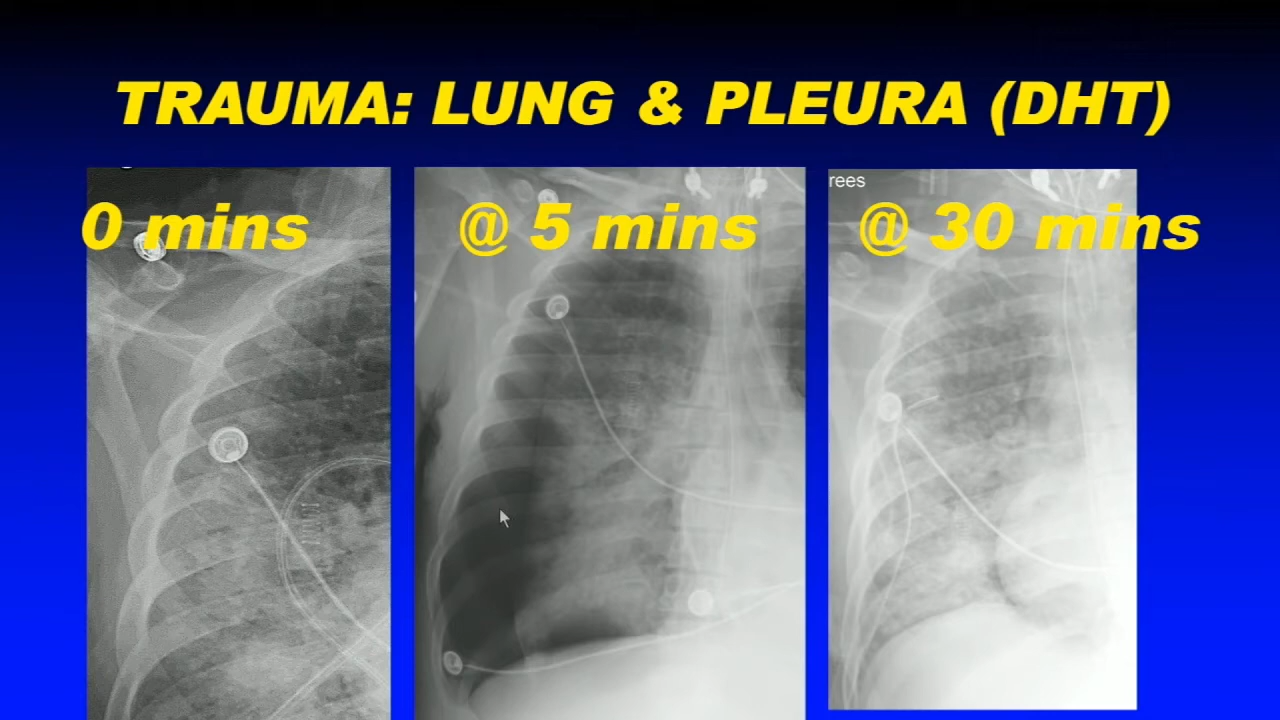 TRAUMA: LUNG & PLEURA (DHT)
0 mins
@ 5 mins
@ 30 mins
rees